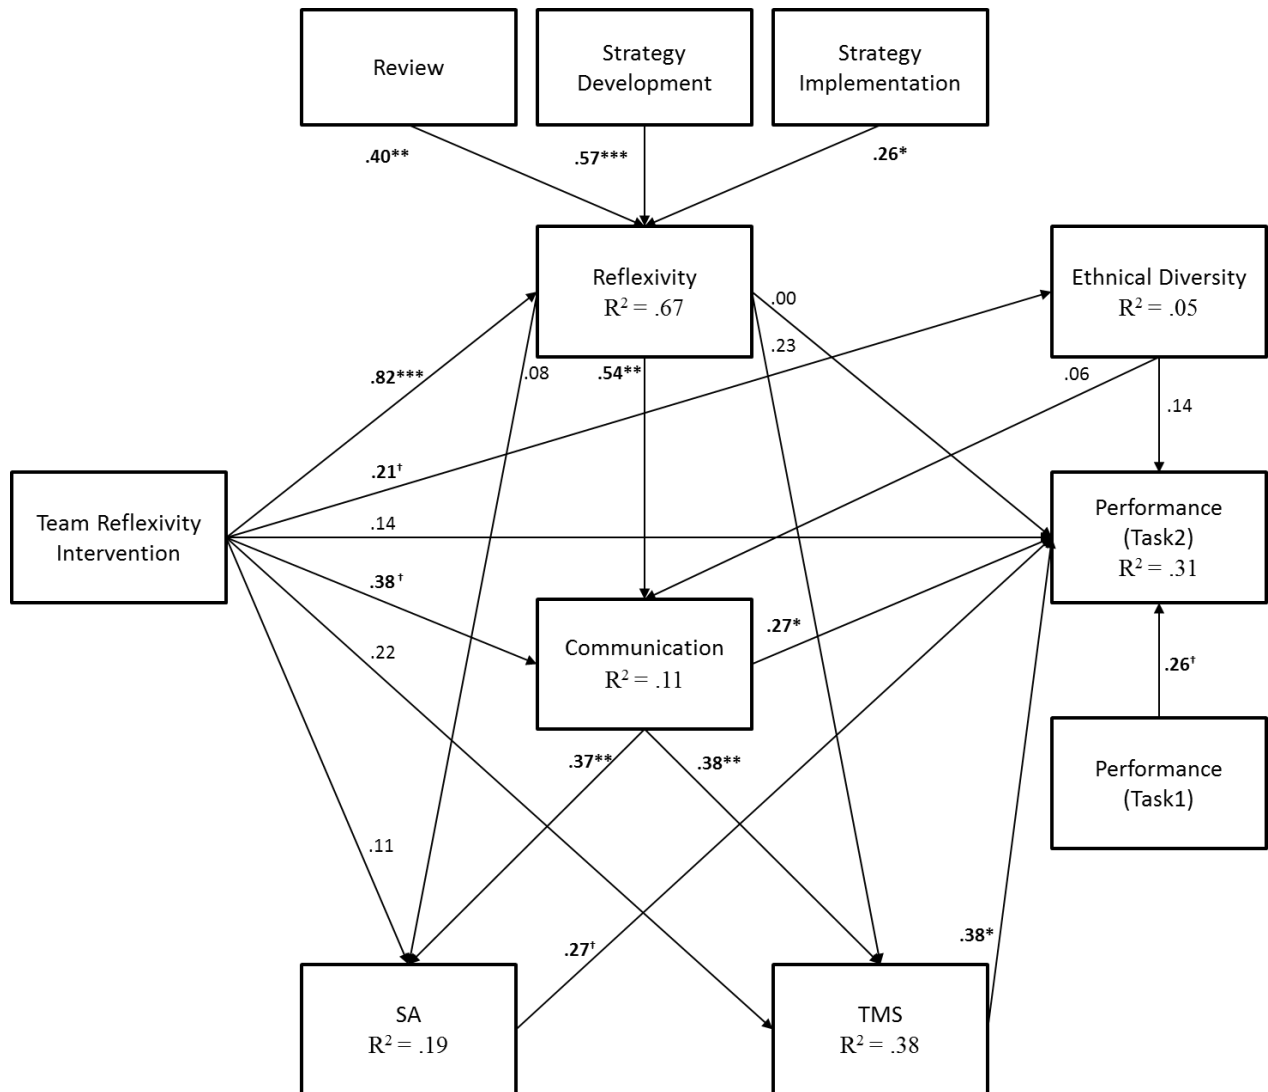 Review
Strategy
Development
Strategy
Implementation
.40**
.57***
.26*
Reflexivity
R² = .67
Ethnical Diversity
R² = .05
.00
.23
.82***
.08
.54**
.06
.14
.21†
Team Reflexivity
Intervention
.14
Performance
(Task2)
R² = .31
.38†
.22
Communication
R² = .11
.27*
.26†
.37**
.38**
Performance
(Task1)
.11
.27†
.38*
SA
R² = .19
TMS
R² = .38